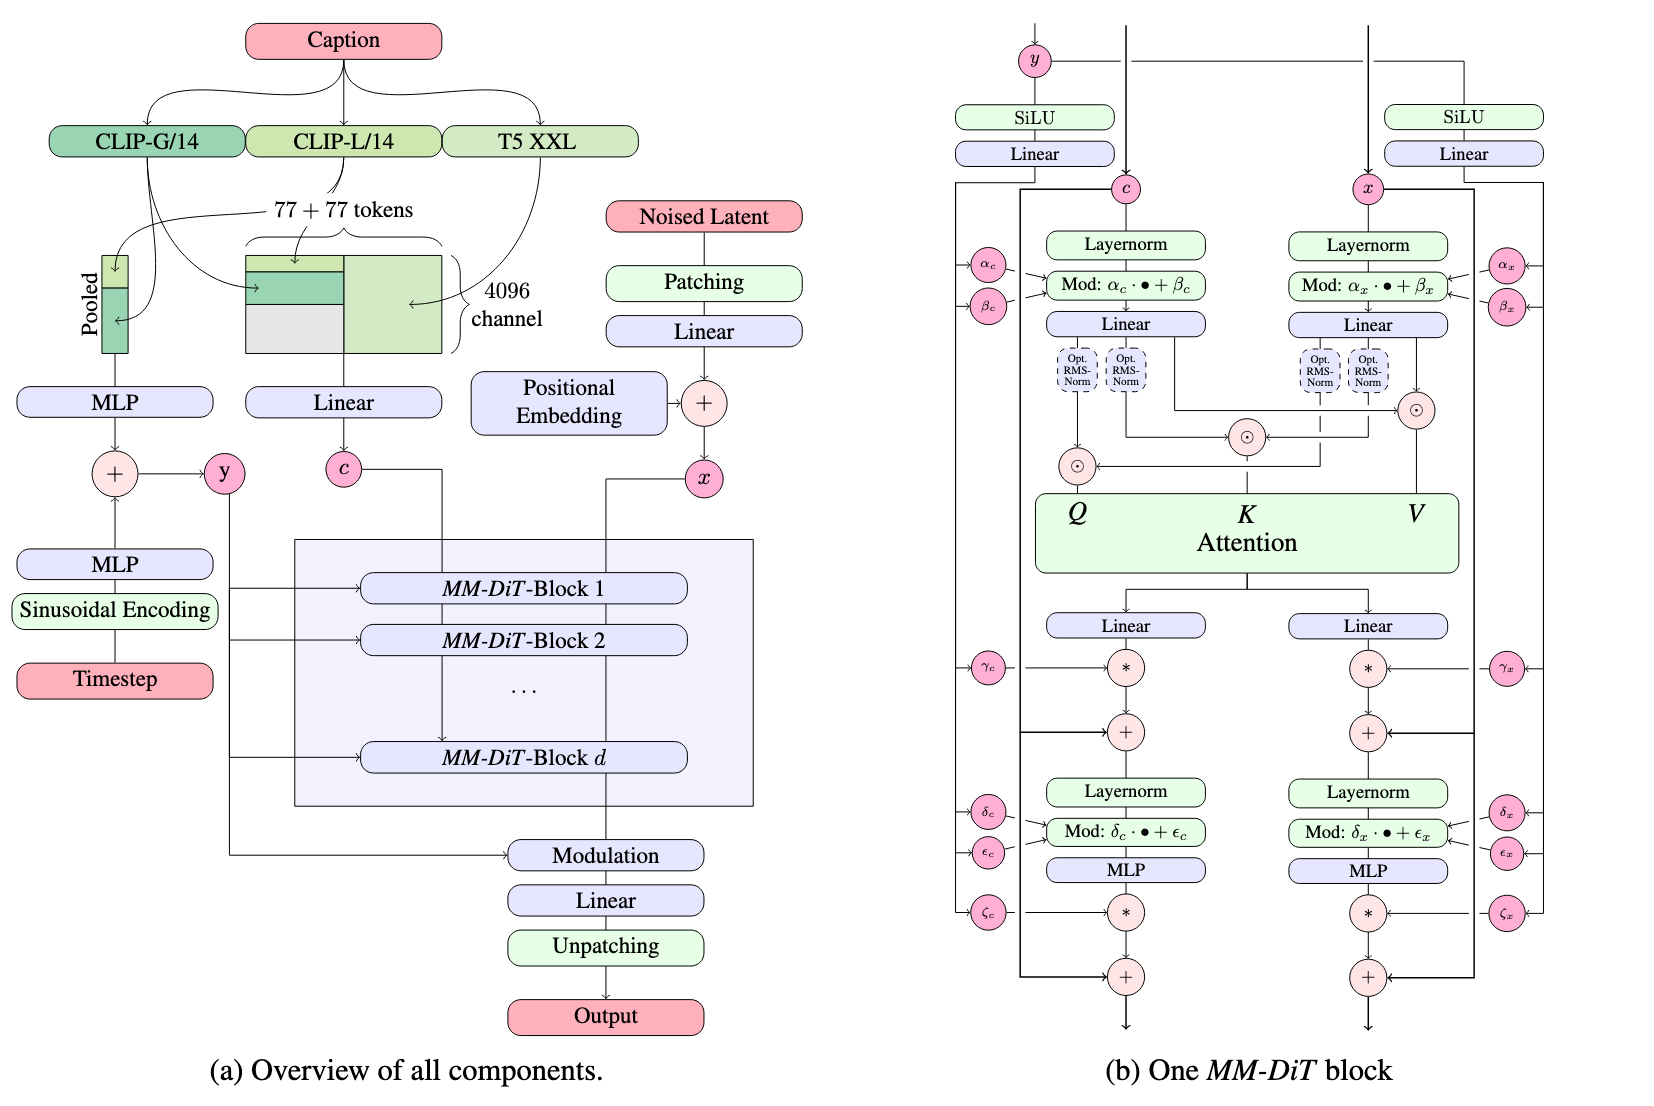 Caption
CLIP-G/14
CLIP-L/14
T5 XXL
77 + 77 tokens
Pooled
4096
channel
Noised Latent
Patching
Linear
Positional
Embedding
+
x
MLP
Linear
+
y
c
MLP
Sinusoidal Encoding
Timestep
MM-DiT-Block 1
MM-DiT-Block 2
. . .
MM-DiT-Block d
Modulation
Linear
Unpatching
Output
(a) Overview of all components.
y
SiLU
Linear
SiLU
Linear
c
x
Layernorm
Layernorm
α_c
Mod: α_c · • + β_c
β_c
Mod: α_x · • + β_x
α_x
β_x
Linear
Linear
Opt.
RMS-
Norm
Opt.
RMS-
Norm
Opt.
RMS-
Norm
Opt.
RMS-
Norm
⊙
⊙
⊙
Q
K
V
Attention
Linear
Linear
γ_c
*
*
γ_x
+
+
Layernorm
Layernorm
δ_c
Mod: δ_c · • + ϵ_c
ϵ_c
Mod: δ_x · • + ϵ_x
δ_x
ϵ_x
MLP
MLP
ζ_c
*
*
ζ_x
+
+
(b) One MM-DiT block